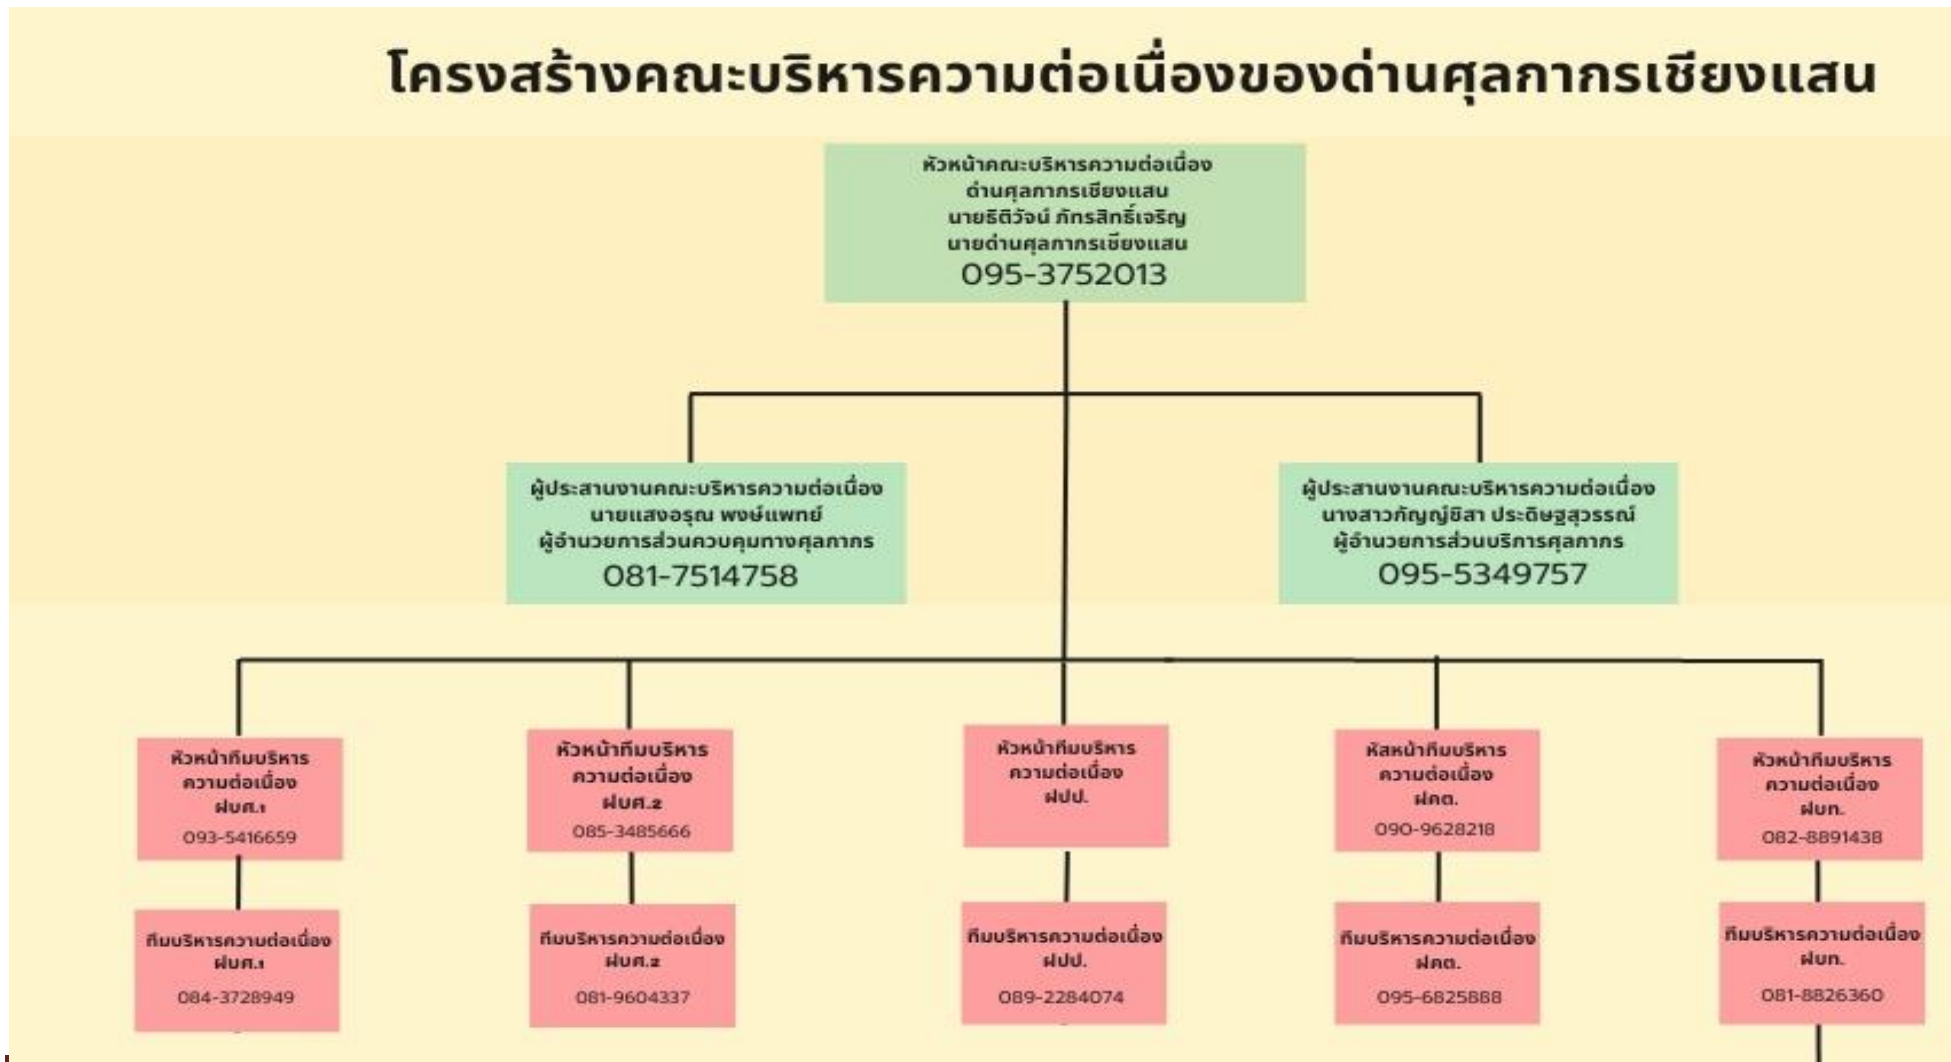 โครงสร้างคณะบริหารความต่อเนื่องของด่านศุลกากรเชียงแสน
หัวหน้าคณะบริหารความต่อเนื่อง
ด่านศุลกากรเชียงแสน
นายธิติวัจน์ ภัทรสิทธิ์เจริญ
นายด่านศุลกากรเชียงแสน
095-3752013
ผู้ประสานงานคณะบริหารความต่อเนื่อง
นายแสงอรุณ พงษ์แพทย์
ผู้อำนวยการส่วนควบคุมทางศุลกากร
081-7514758
ผู้ประสานงานคณะบริหารความต่อเนื่อง
นางสาวกัญญ์ชิสา ประดิษฐสุวรรณ์
ผู้อำนวยการส่วนบริการศุลกากร
095-5349757
หัวหน้าทีมบริหาร
ความต่อเนื่อง
ฝบศ.1
093-5416659
หัวหน้าทีมบริหาร
ความต่อเนื่อง
ฝบศ.2
085-3485666
หัวหน้าทีมบริหาร
ความต่อเนื่อง
ฝปป.
หัสหน้าทีมบริหาร
ความต่อเนื่อง
ฝคต.
090-9628218
หัวหน้าทีมบริหาร
ความต่อเนื่อง
ฝบท.
082-8891438
ทีมบริหารความต่อเนื่อง
ฝบศ.1
084-3728949
ทีมบริหารความต่อเนื่อง
ฝบศ.2
081-9604337
ทีมบริหารความต่อเนื่อง
ฝปป.
089-2284074
ทีมบริหารความต่อเนื่อง
ฝคต.
095-6825888
ทีมบริหารความต่อเนื่อง
ฝบท.
081-8826360